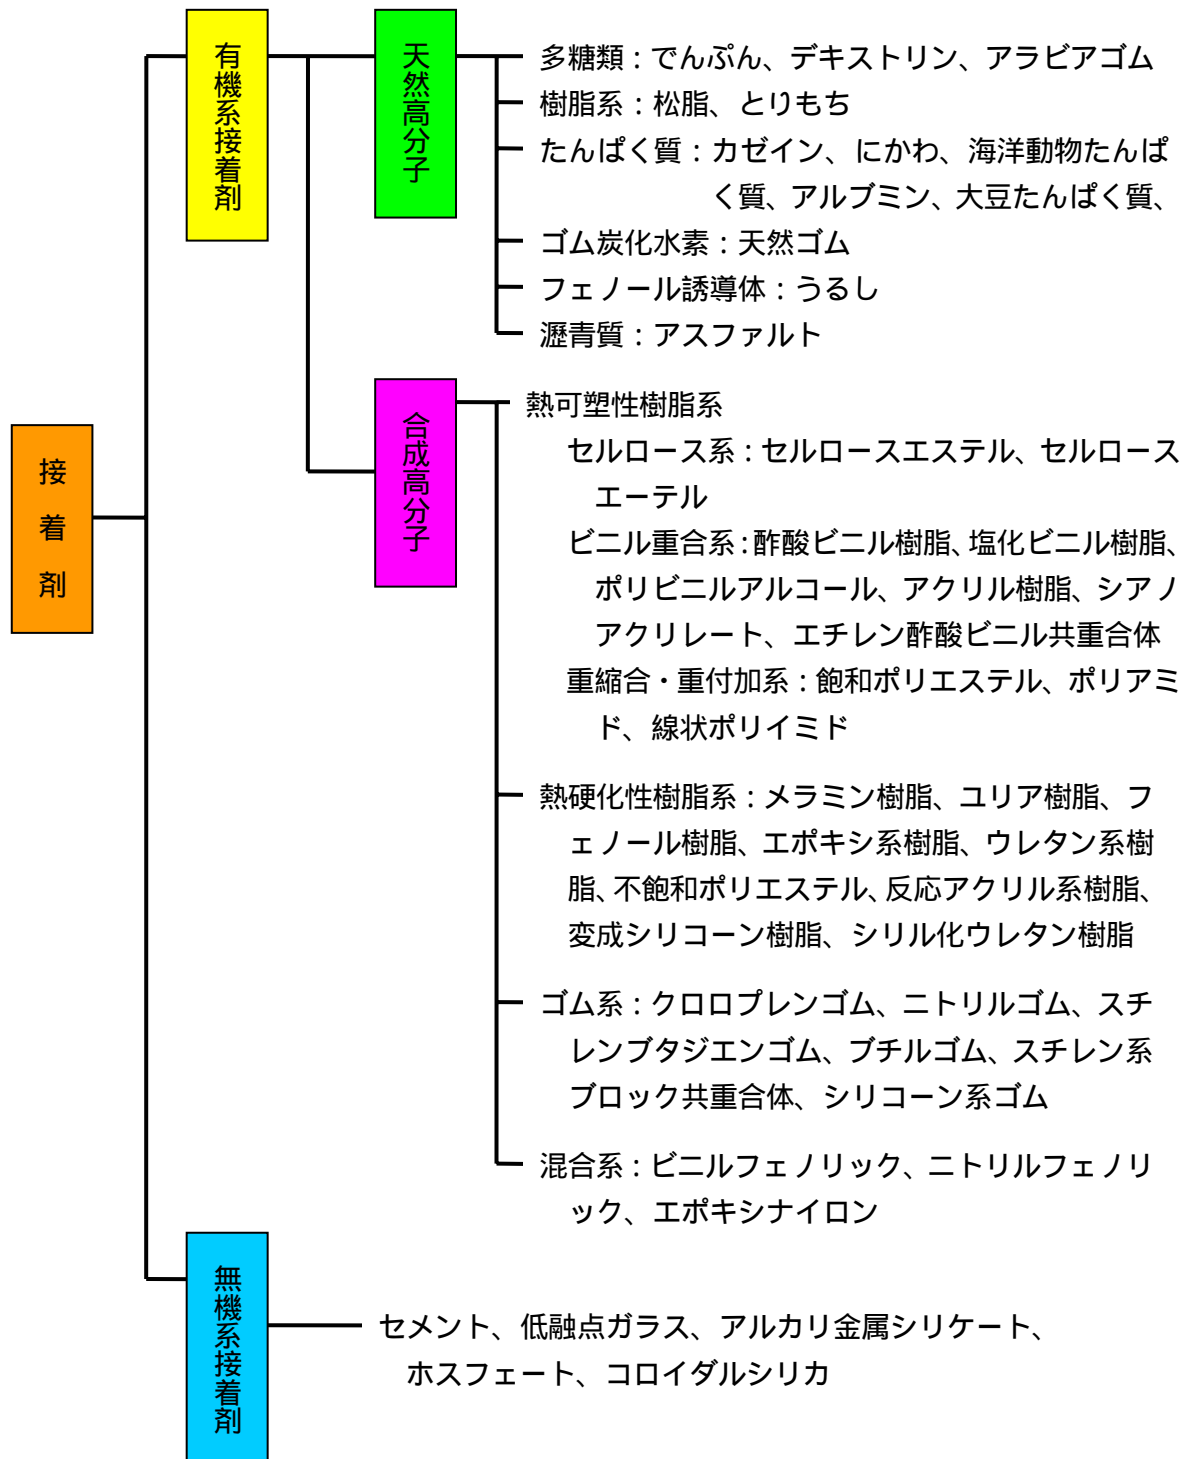 接着剤
有機系接着剤
天然高分子
多糖類：でんぷん、デキストリン、アラビアゴム
樹脂系：松脂、とりもち
たんぱく質：カゼイン、にかわ、海洋動物たんぱ
く質、アルブミン、大豆たんぱく質、
ゴム炭化水素：天然ゴム
フェノール誘導体：うるし
瀝青質：アスファルト
合成高分子
熱可塑性樹脂系
セルロース系：セルロースエステル、セルロース
エーテル
ビニル重合系：酢酸ビニル樹脂、塩化ビニル樹脂、
ポリビニルアルコール、アクリル樹脂、シアノ
アクリレート、エチレン酢酸ビニル共重合体
重縮合・重付加系：飽和ポリエステル、ポリアミ
ド、線状ポリイミド
熱硬化性樹脂系：メラミン樹脂、ユリア樹脂、フ
ェノール樹脂、エポキシ系樹脂、ウレタン系樹
脂、不飽和ポリエステル、反応アクリル系樹脂、
変成シリコーン樹脂、シリル化ウレタン樹脂
ゴム系：クロロプレンゴム、ニトリルゴム、スチ
レンブタジエンゴム、ブチルゴム、スチレン系
ブロック共重合体、シリコーン系ゴム
混合系：ビニルフェノリック、ニトリルフェノリ
ック、エポキシナイロン
無機系接着剤
セメント、低融点ガラス、アルカリ金属シリケート、
ホスフェート、コロイダルシリカ